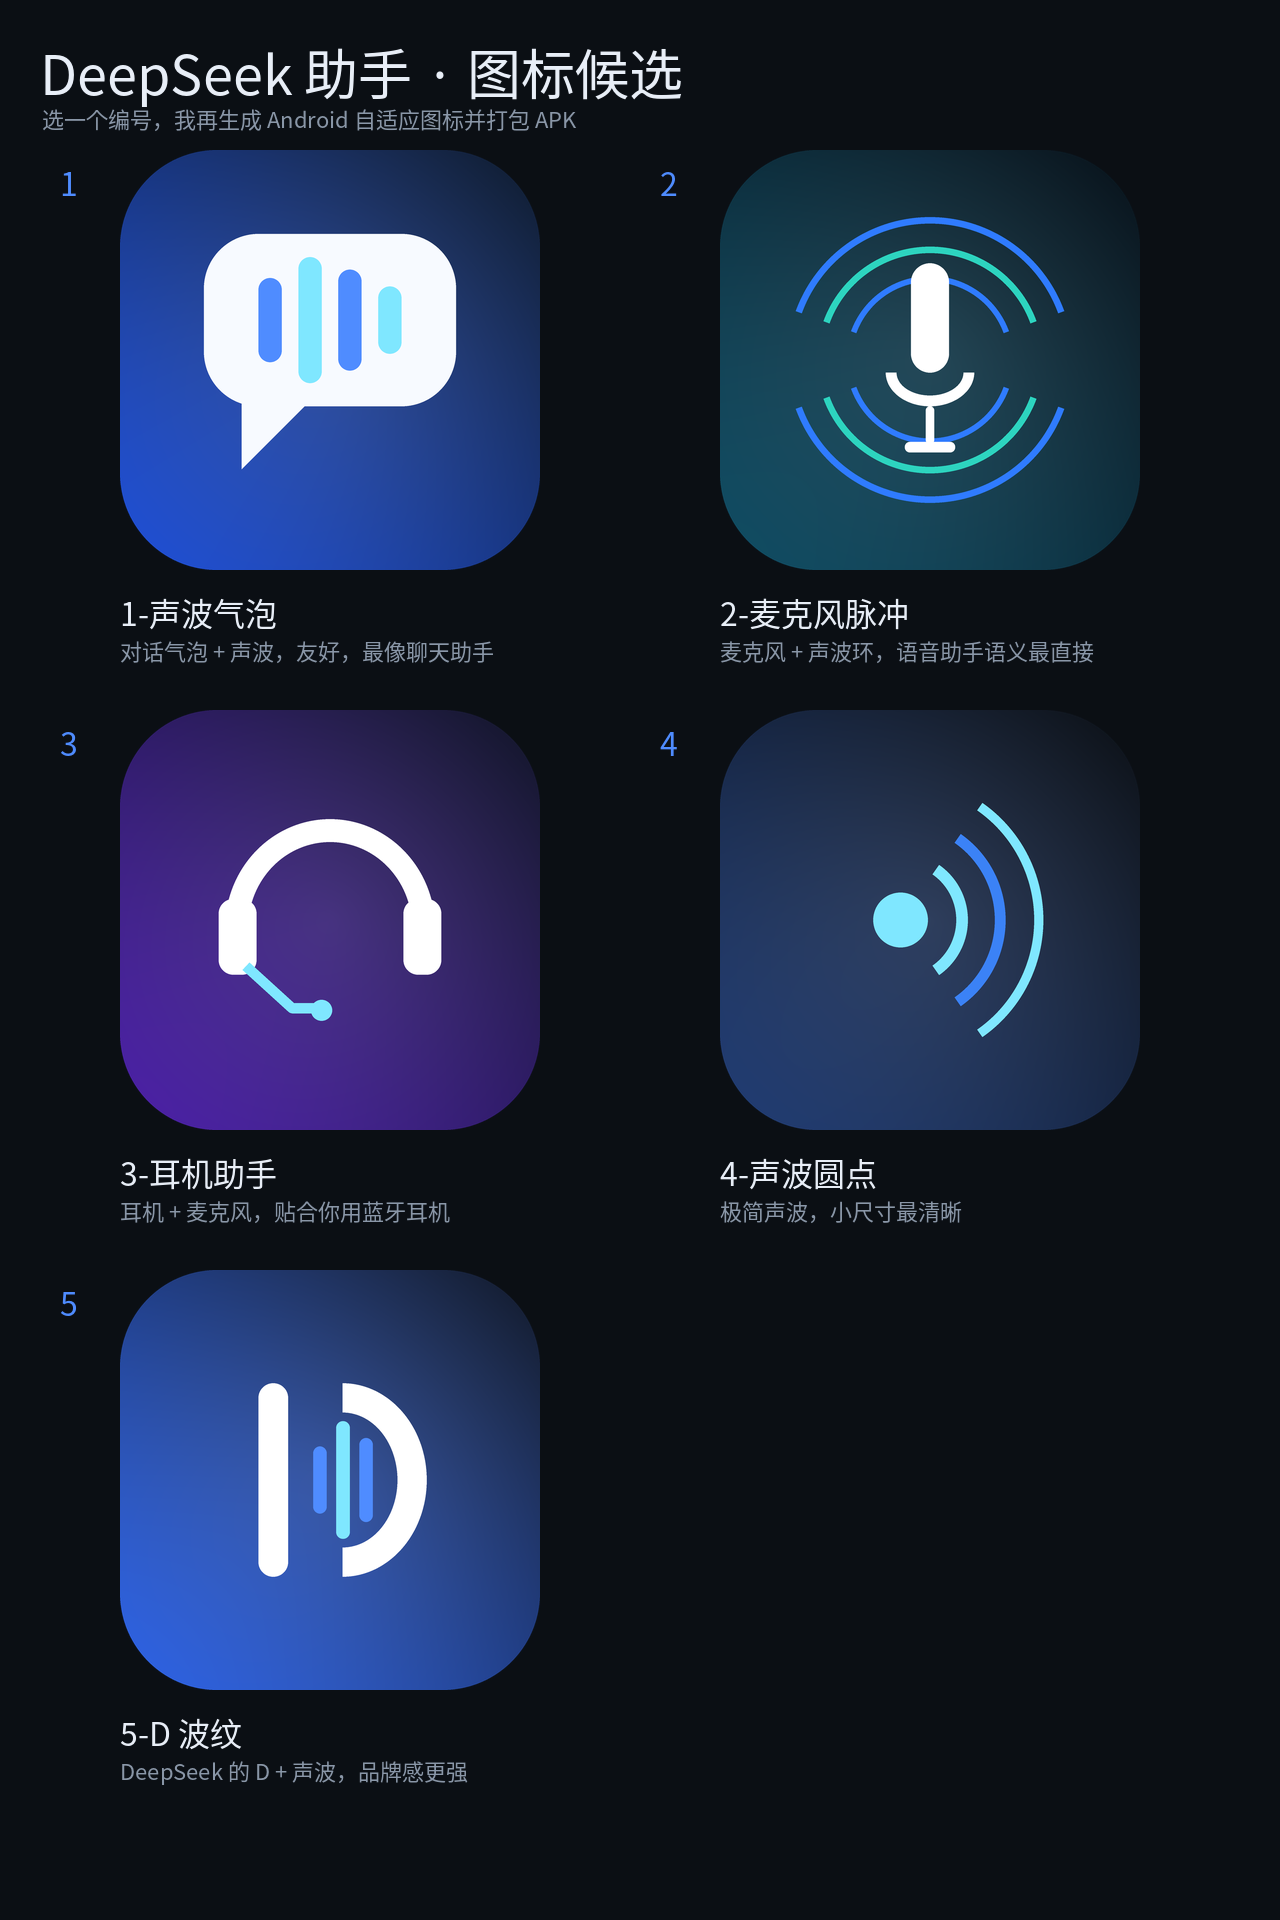 DeepSeek 助手 · 图标候选
选一个编号，我再生成 Android 自适应图标并打包 APK
1
2
1-声波气泡
对话气泡 + 声波，友好，最像聊天助手
2-麦克风脉冲
麦克风 + 声波环，语音助手语义最直接
3
4
3-耳机助手
耳机 + 麦克风，贴合你用蓝牙耳机
4-声波圆点
极简声波，小尺寸最清晰
5
5-D 波纹
DeepSeek 的 D + 声波，品牌感更强